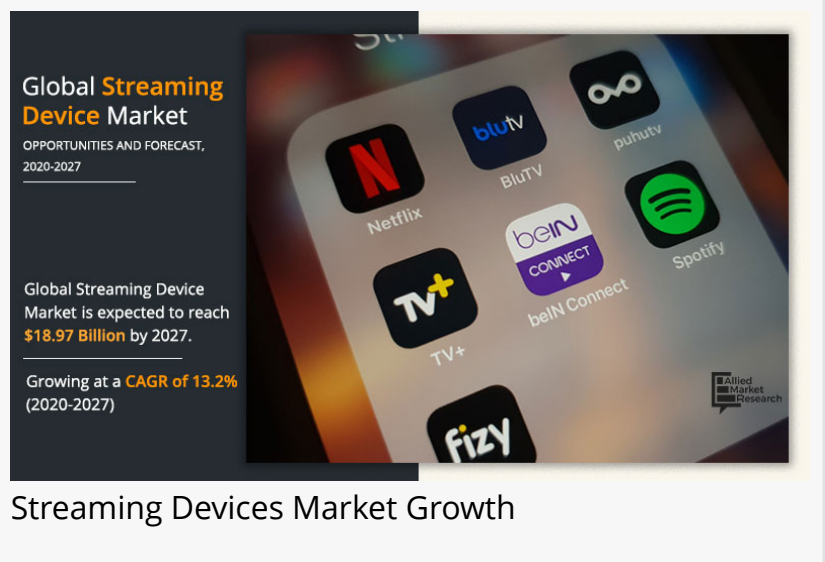 Global Streaming
Device Market
OPPORTUNITIES AND FORECAST,
2020-2027
Global Streaming Device
Market is expected to reach
$18.97 Billion by 2027.
Growing at a CAGR of 13.2%
(2020-2027)
N
Netflix
blutv
BluTV
puhutv
TV+
TV+
beIN
CONNECT
beIN Connect
Spotify
fizy
Allied
Market
Research
Streaming Devices Market Growth